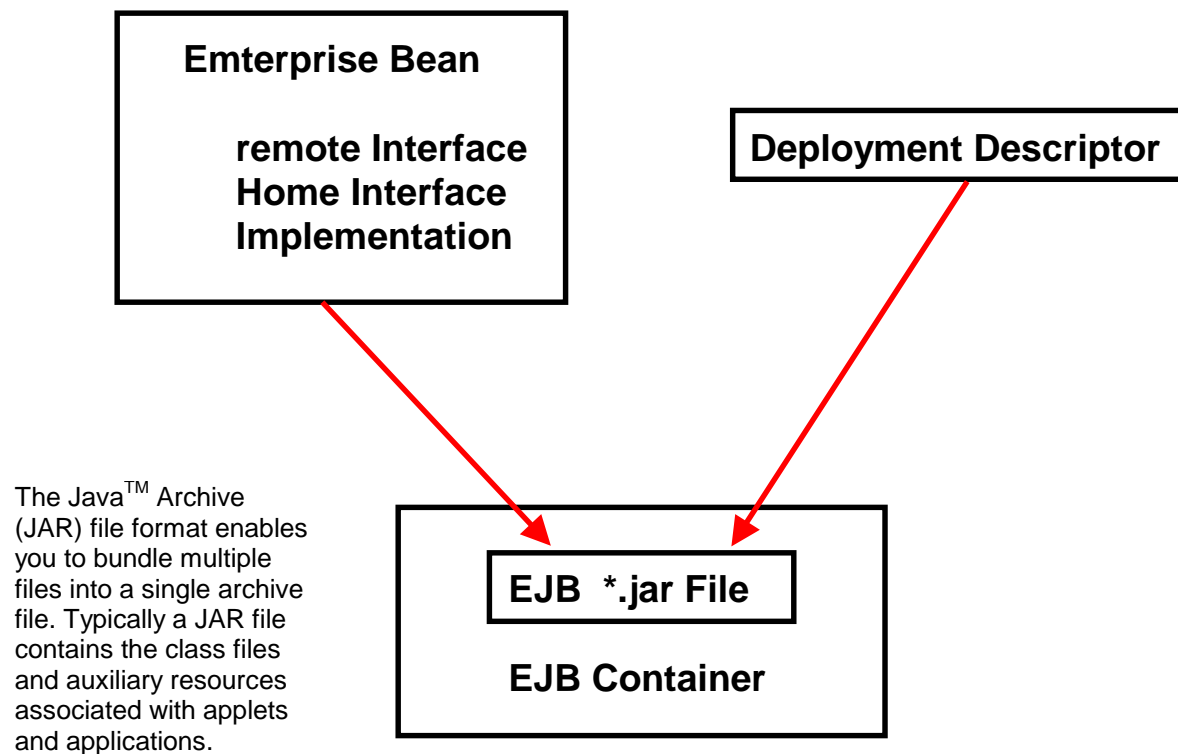 Emterprise Bean
remote Interface
Home Interface
Implementation
Deployment Descriptor
The Java™ Archive
(JAR) file format enables
you to bundle multiple
files into a single archive
file. Typically a JAR file
contains the class files
and auxiliary resources
associated with applets
and applications.
EJB *.jar File
EJB Container